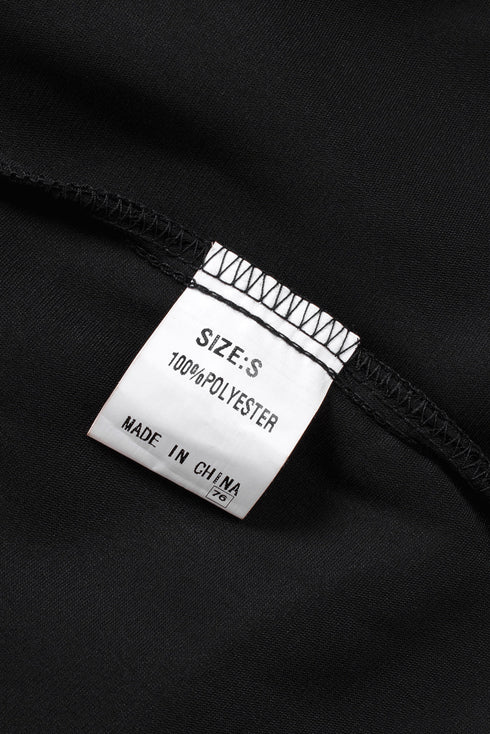 SIZE:S
100%POLYESTER
MADE IN CHINA
76